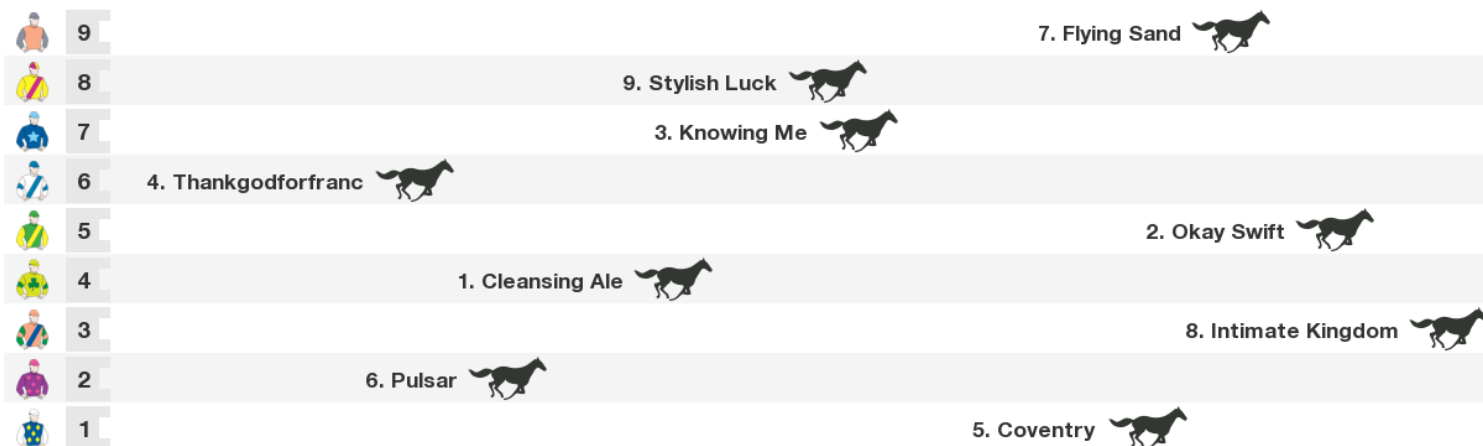 9 7. Flying Sand
8 9. Stylish Luck
7 3. Knowing Me
6 4. Thankgodforfranc
5 2. Okay Swift
4 1. Cleansing Ale
3 8. Intimate Kingdom
2 6. Pulsar
1 5. Coventry